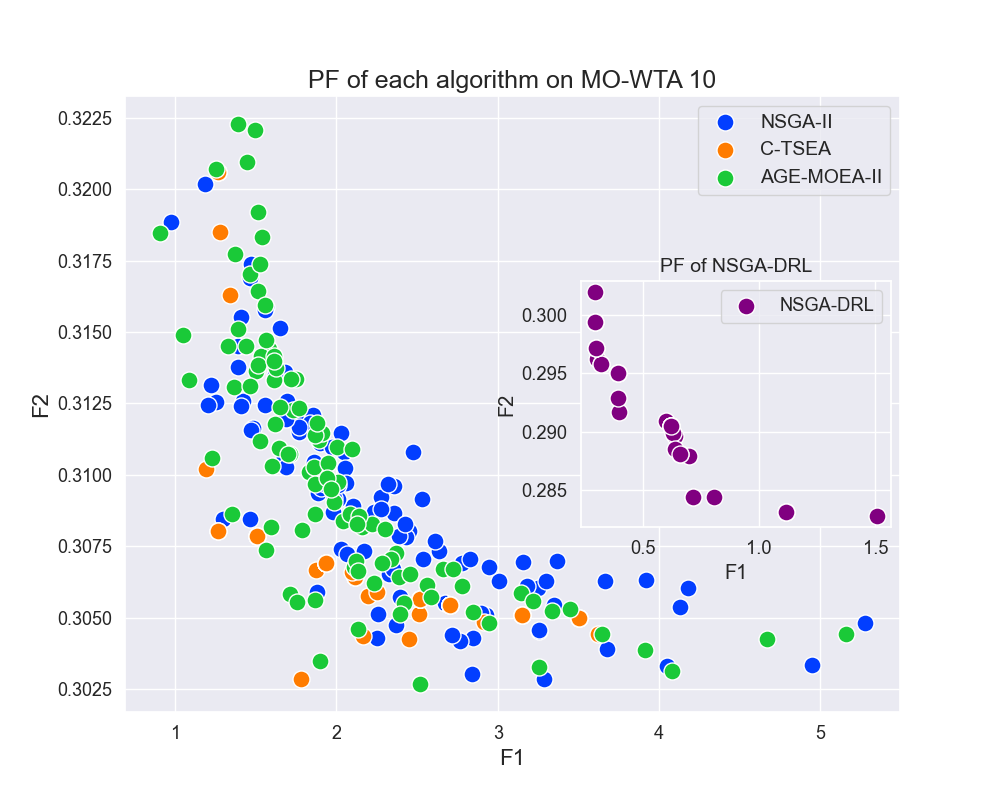 PF of each algorithm on MO-WTA 10
0.3225
0.3200
0.3175
0.3150
0.3125
0.3100
0.3075
0.3050
0.3025
F2
NSGA-II
C-TSEA
AGE-MOEA-II
PF of NSGA-DRL
NSGA-DRL
0.300
0.295
0.290
0.285
F2
0.5 1.0 1.5
F1
1 2 3 4 5
F1